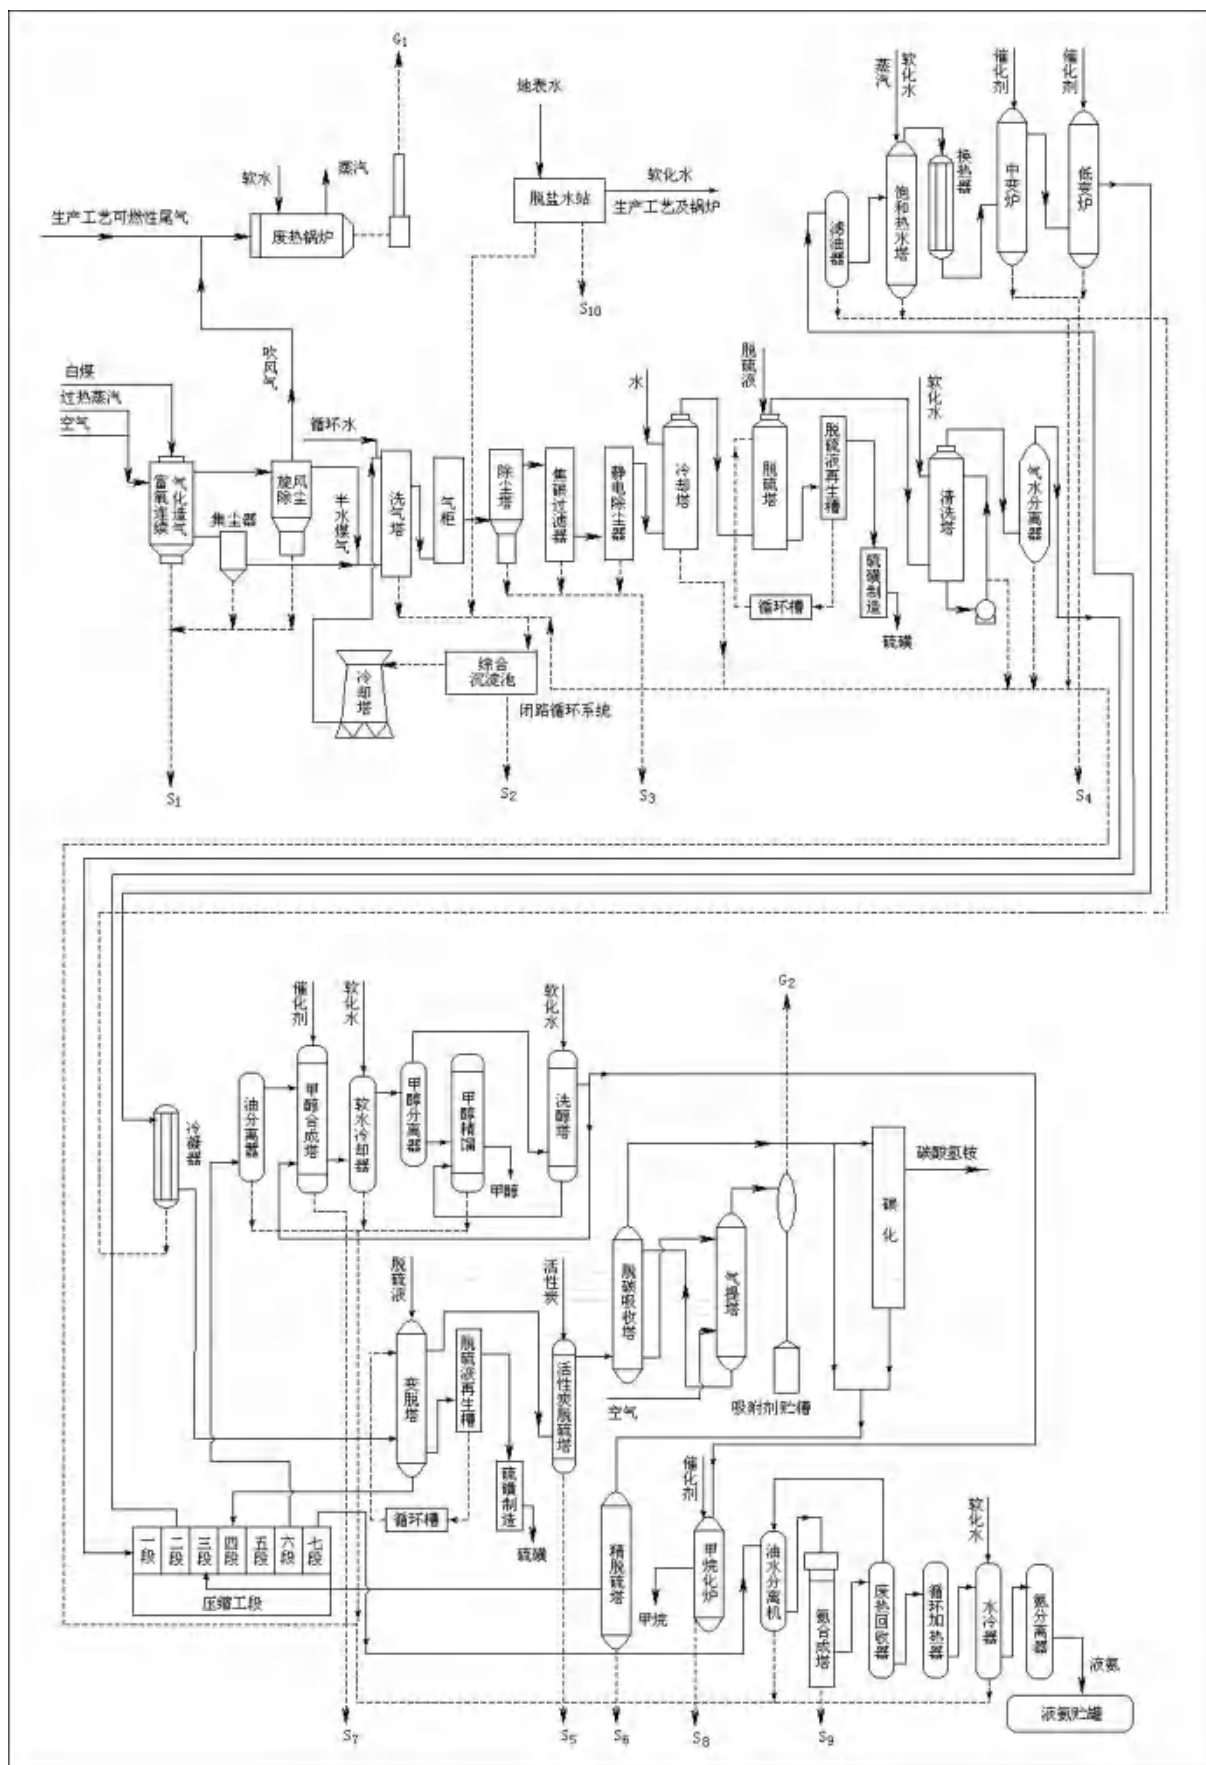 G1
地表水
蒸汽
软化水
催化剂
催化剂
软水
蒸汽
脱盐水站
软化水
生产工艺及锅炉
生产工艺可燃性尾气
废热锅炉
滤油器
饱和热水塔
换热器
中变炉
低变炉
S10
吹风气
白煤
过热蒸汽
空气
循环水
水
脱硫液
软化水
富氧连续
气化造气
旋风除尘
集尘器
半水煤气
洗气塔
气柜
除尘塔
焦碳过滤器
静电除尘器
冷却塔
脱硫塔
脱硫液再生槽
清洗塔
气水分离器
循环槽
硫磺制造
硫磺
冷却塔
综合
沉滤池
闭路循环系统
S1
S2
S3
S4
催化剂
软化水
软化水
G2
冷凝器
油分离器
甲醇合成塔
软水冷却器
甲醇分离器
甲醇精馏
甲醇
洗醇塔
碳酸氢铵
碳化
脱硫液
活性炭
脱碳吸收塔
气提塔
变脱塔
脱硫液再生槽
活性炭脱硫塔
空气
吸附剂贮槽
循环槽
硫磺制造
硫磺
催化剂
软化水
一段
二段
三段
四段
五段
六段
七段
压缩工段
精脱硫塔
甲烷化炉
甲烷
油水分离机
氨合成塔
废热回收器
循环加热器
水冷器
氨分离器
液氨
液氨贮罐
S7
S5
S6
S8
S9